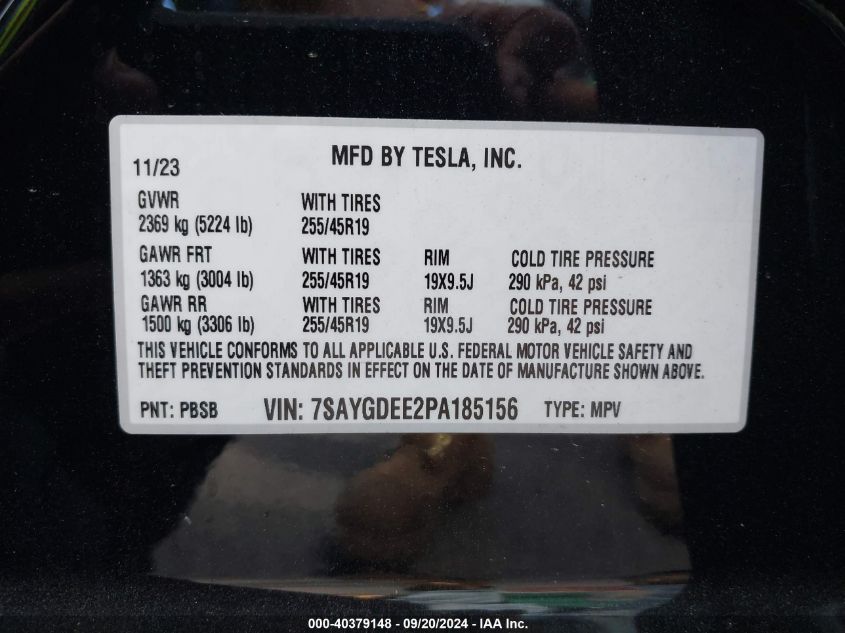 MFD BY TESLA, INC.
11/23
GVWR WITH TIRES
2369 kg (5224 lb) 255/45R19
GAWR FRT WITH TIRES RIM COLD TIRE PRESSURE
1363 kg (3004 lb) 255/45R19 19X9.5J 290 kPa, 42 psi
GAWR RR WITH TIRES RIM COLD TIRE PRESSURE
1500 kg (3306 lb) 255/45R19 19X9.5J 290 kPa, 42 psi
THIS VEHICLE CONFORMS TO ALL APPLICABLE U.S. FEDERAL MOTOR VEHICLE SAFETY AND
THEFT PREVENTION STANDARDS IN EFFECT ON THE DATE OF MANUFACTURE SHOWN ABOVE.
PNT: PBSB VIN: 7SAYGDEE2PA185156 TYPE: MPV
000-40379148 - 09/20/2024 - IAA Inc.